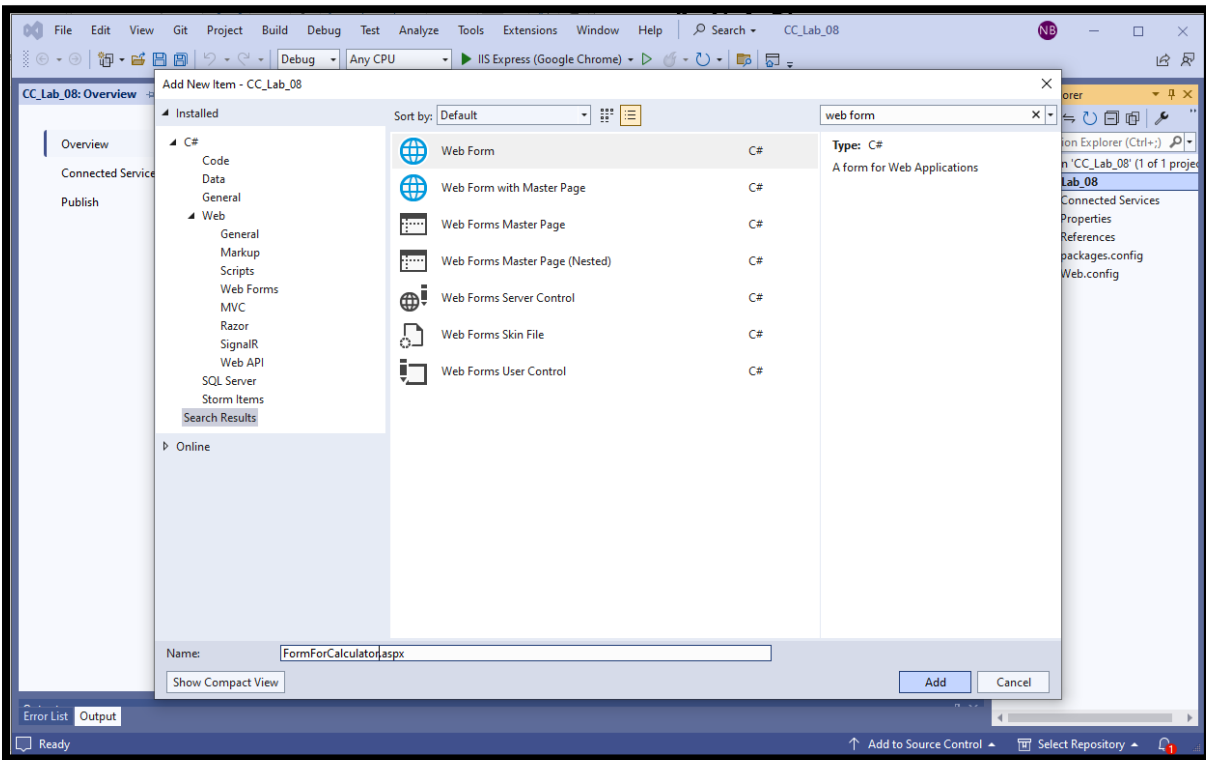 File Edit View Git Project Build Debug Test Analyze Tools Extensions Window Help Search CC_Lab_08 NB
Debug Any CPU IIS Express (Google Chrome)
CC_Lab_08: Overview
Overview
Connected Service
Publish
Add New Item - CC_Lab_08
Installed
C#
Code
Data
General
Web
General
Markup
Scripts
Web Forms
MVC
Razor
SignalR
Web API
SQL Server
Storm Items
Search Results
Online
Sort by: Default
Web Form C#
Web Form with Master Page C#
Web Forms Master Page C#
Web Forms Master Page (Nested) C#
Web Forms Server Control C#
Web Forms Skin File C#
Web Forms User Control C#
web form
Type: C#
A form for Web Applications
Name: FormForCalculator.aspx
Show Compact View Add Cancel
orer
ion Explorer (Ctrl+;)
n 'CC_Lab_08' (1 of 1 projec
Lab_08
Connected Services
Properties
References
packages.config
Web.config
Error List Output
Ready Add to Source Control Select Repository 1